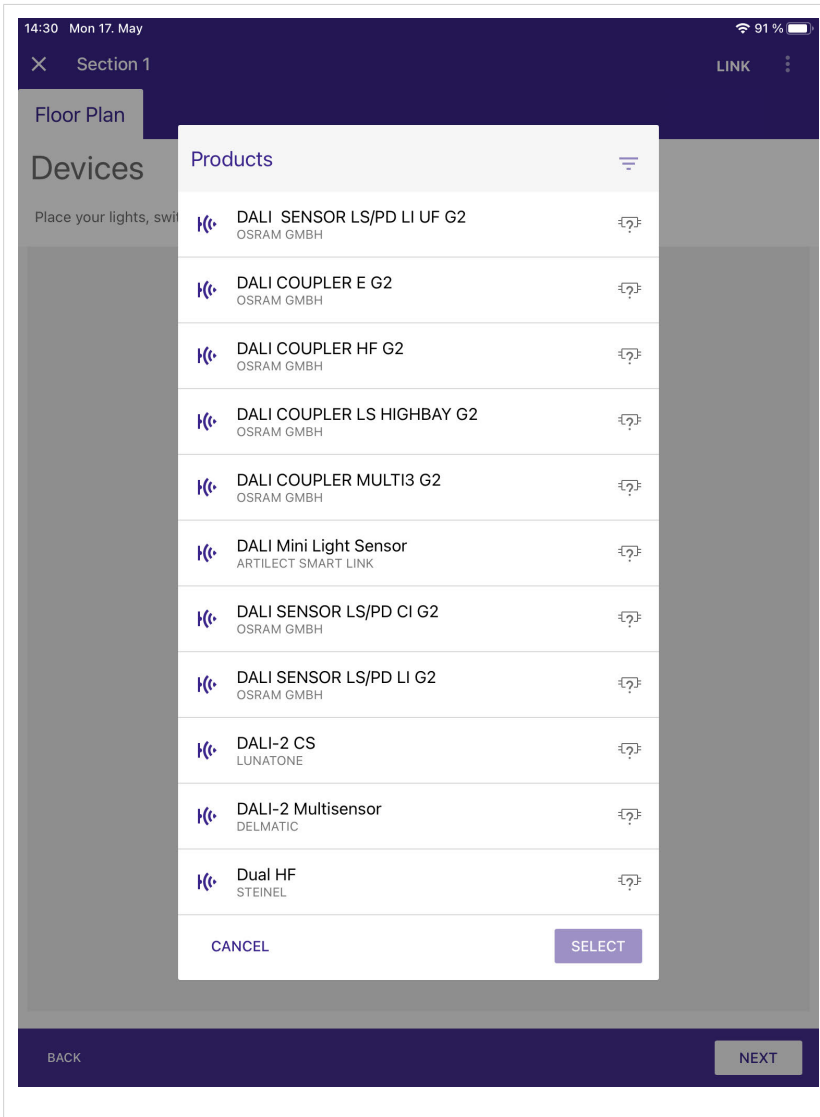 14:30 Mon 17. May
91 %
Section 1
LINK
Floor Plan
Devices
Place your lights, swit
Products
DALI  SENSOR LS/PD LI UF G2
OSRAM GMBH
DALI COUPLER E G2
OSRAM GMBH
DALI COUPLER HF G2
OSRAM GMBH
DALI COUPLER LS HIGHBAY G2
OSRAM GMBH
DALI COUPLER MULTI3 G2
OSRAM GMBH
DALI Mini Light Sensor
ARTILECT SMART LINK
DALI SENSOR LS/PD CI G2
OSRAM GMBH
DALI SENSOR LS/PD LI G2
OSRAM GMBH
DALI-2 CS
LUNATONE
DALI-2 Multisensor
DELMATIC
Dual HF
STEINEL
CANCEL
SELECT
BACK
NEXT